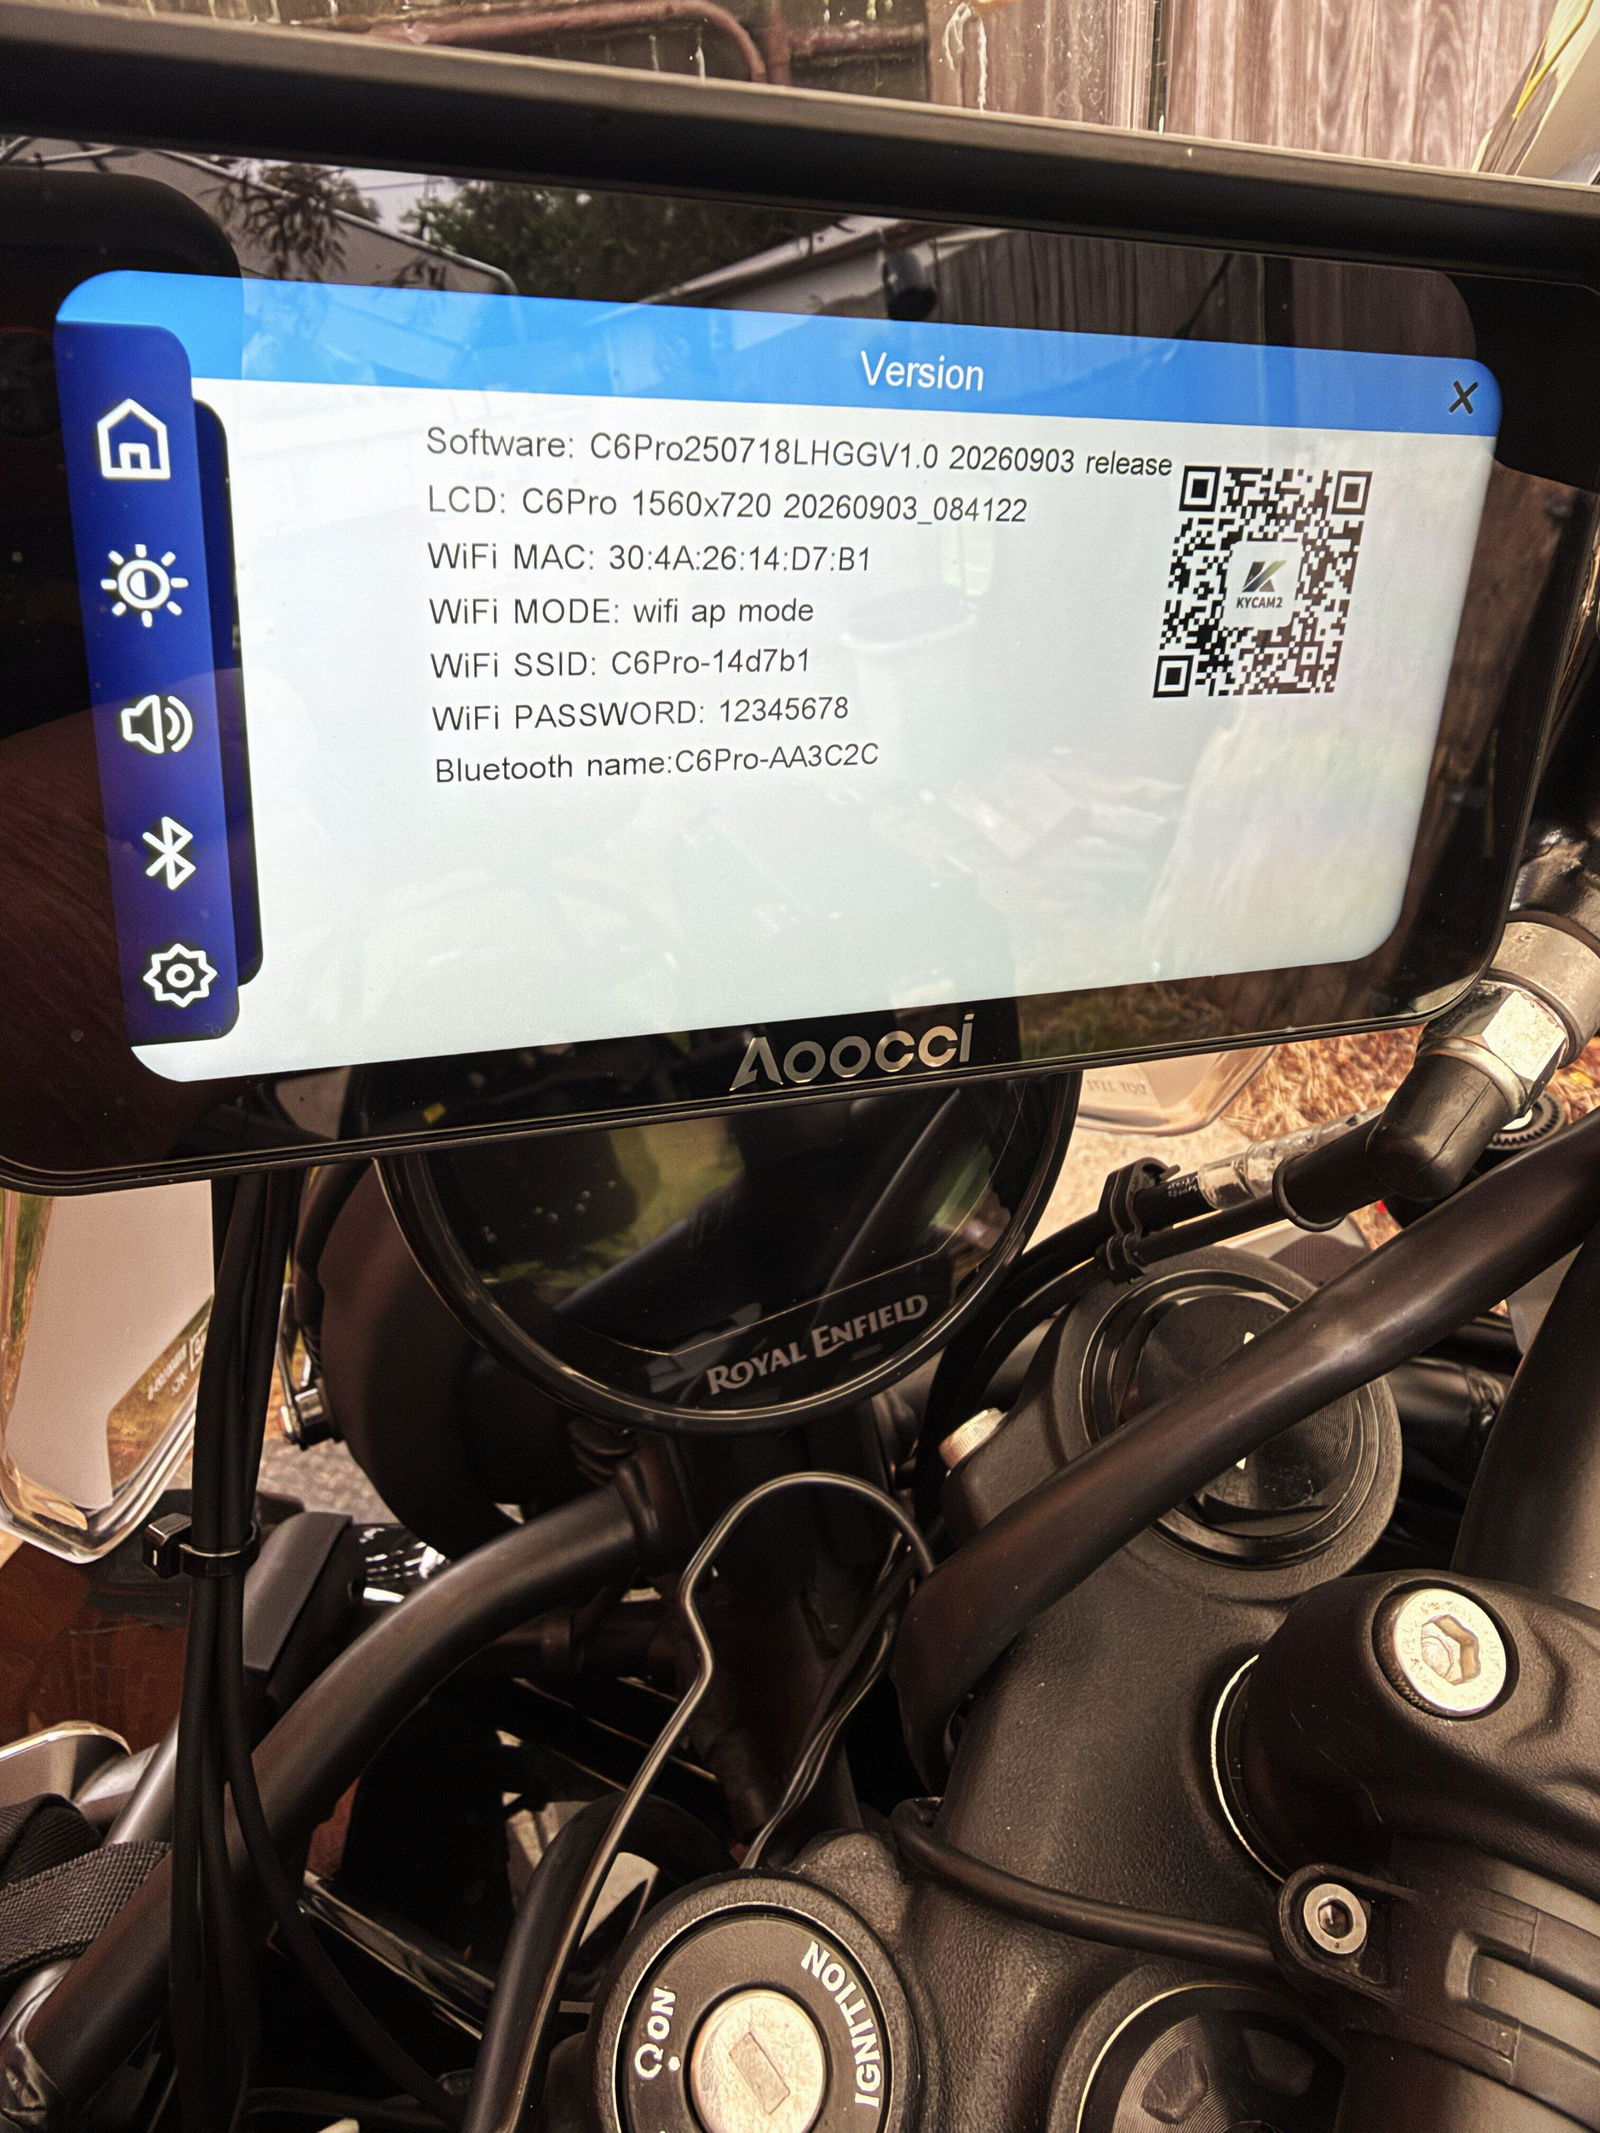 Version
X
Software: C6Pro250718LHGGV1.0 20260903 release
LCD: C6Pro 1560x720 20260903_084122
WiFi MAC: 30:4A:26:14:D7:B1
WiFi MODE: wifi ap mode
WiFi SSID: C6Pro-14d7b1
WiFi PASSWORD: 12345678
Bluetooth name:C6Pro-AA3C2C
KYCAM2
Aoocci
ROYAL ENFIELD
IGNITION
ON